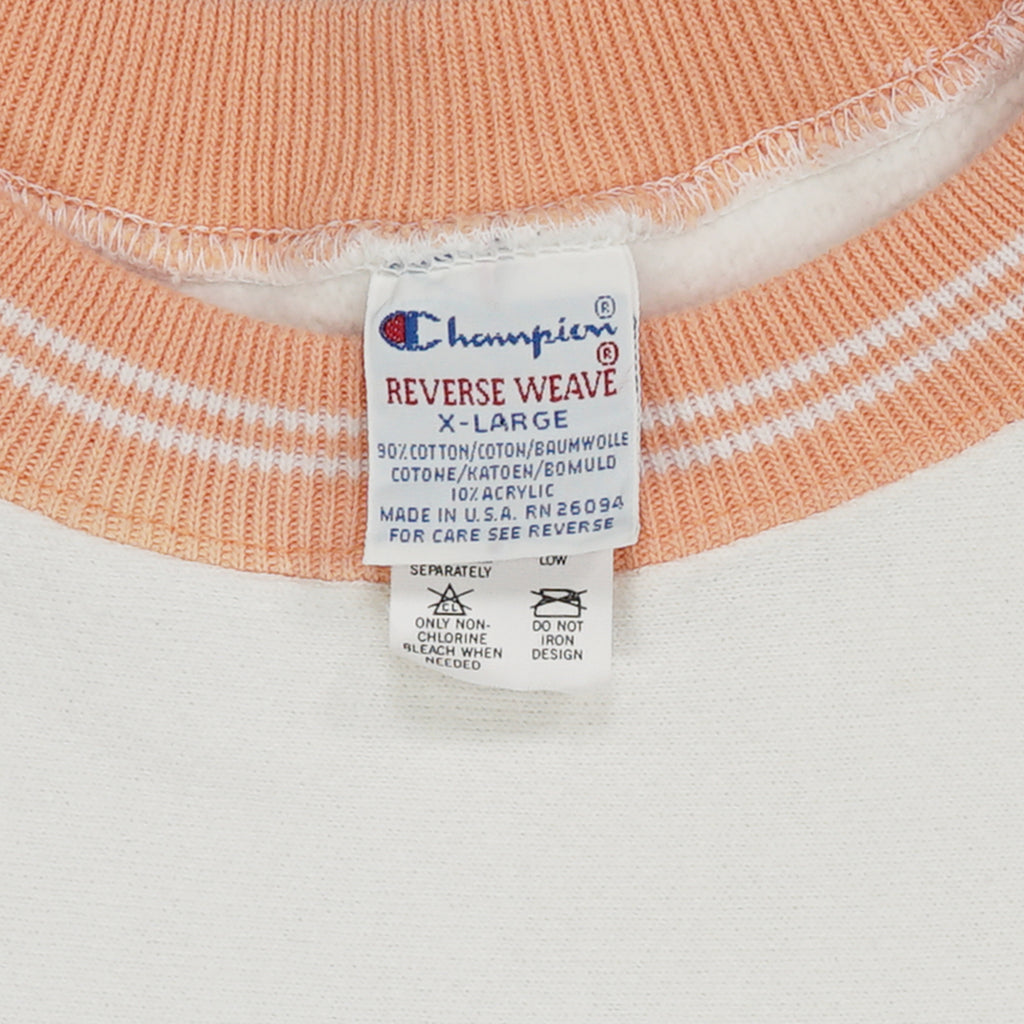 Champion®
REVERSE WEAVE®
X-LARGE
90% COTTON/COTON/BAUMWOLLE
COTONE/KATOEN/BOMULD
10% ACRYLIC
MADE IN U.S.A. RN 26094
FOR CARE SEE REVERSE
SEPARATELY
LOW
CL
ONLY NON-
CHLORINE
BLEACH WHEN
NEEDED
DO NOT
IRON
DESIGN